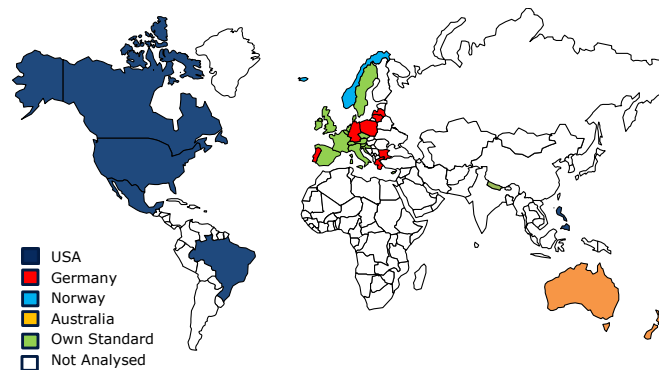 USA
Germany
Norway
Australia
Own Standard
Not Analysed